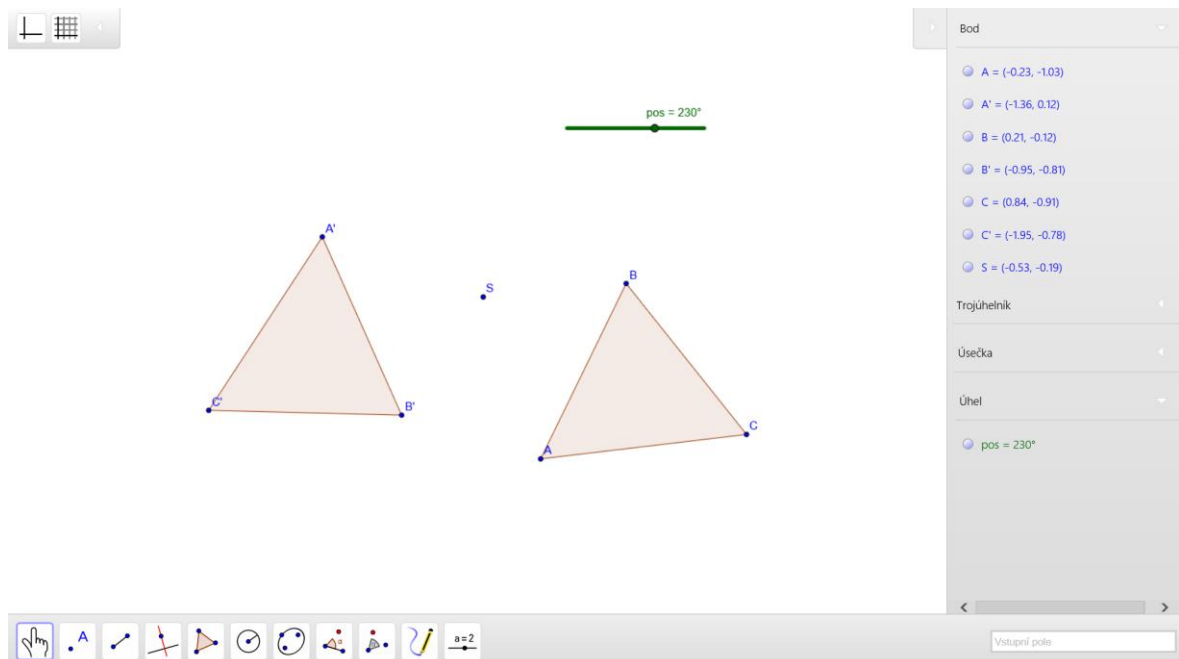 Bod
A = (-0.23, -1.03)
A' = (-1.36, 0.12)
B = (0.21, -0.12)
B' = (-0.95, -0.81)
C = (0.84, -0.91)
C' = (-1.95, -0.78)
S = (-0.53, -0.19)
Trojúhelník
Úsečka
Úhel
pos = 230°
pos = 230°
A'
S
B
C'
B'
A
C
A
α
a=2
Vstupní pole